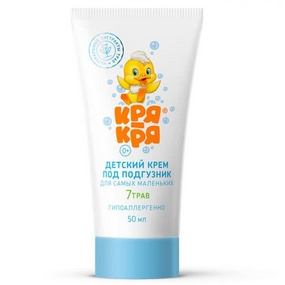 КРЯ
КРЯ
0+
ДЕТСКИЙ КРЕМ
ПОД ПОДГУЗНИК
ДЛЯ САМЫХ МАЛЕНЬКИХ
7 ТРАВ
ГИПОАЛЛЕРГЕННО
50 МЛ